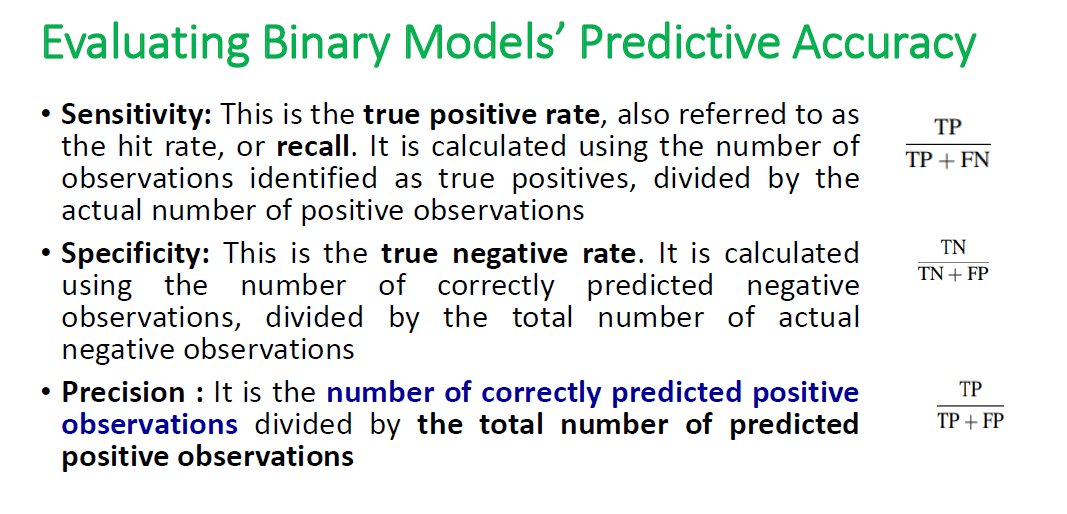 Evaluating Binary Models’ Predictive Accuracy
• Sensitivity: This is the true positive rate, also referred to as
the hit rate, or recall. It is calculated using the number of
observations identified as true positives, divided by the
actual number of positive observations
TP
TP + FN
• Specificity: This is the true negative rate. It is calculated
using the number of correctly predicted negative
observations, divided by the total number of actual
negative observations
TN
TN + FP
• Precision : It is the number of correctly predicted positive
observations divided by the total number of predicted
positive observations
TP
TP + FP